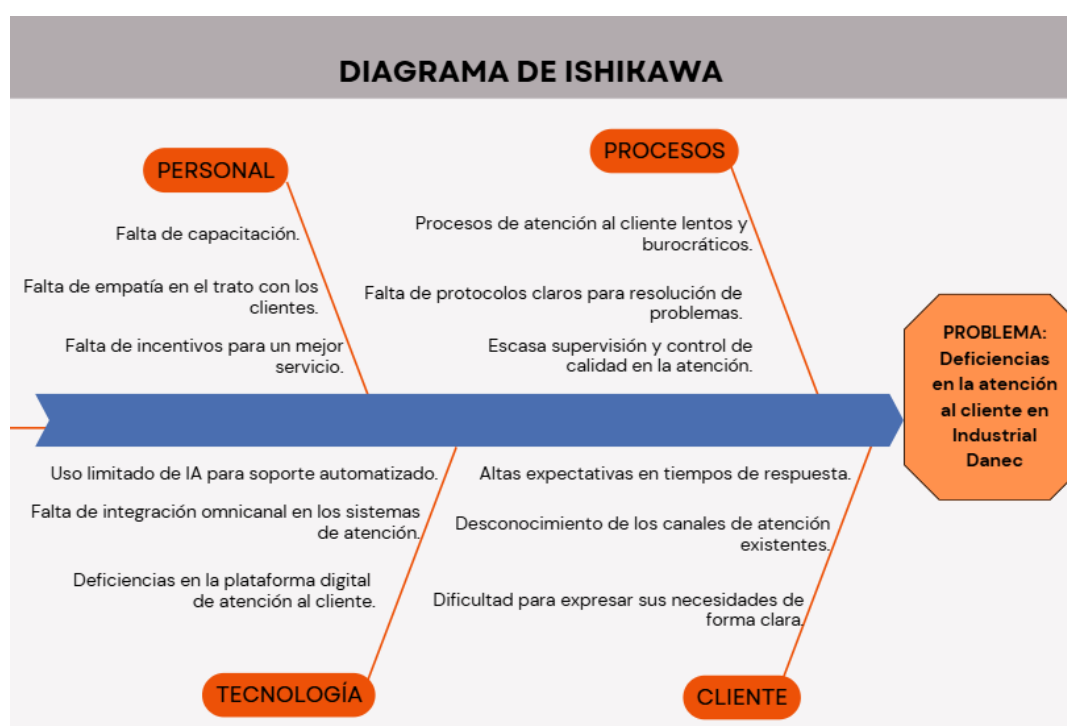 DIAGRAMA DE ISHIKAWA
PERSONAL
Falta de capacitación.
Falta de empatía en el trato con los
clientes.
Falta de incentivos para un mejor
servicio.
PROCESOS
Procesos de atención al cliente lentos y
burocráticos.
Falta de protocolos claros para resolución de
problemas.
Escasa supervisión y control de
calidad en la atención.
PROBLEMA:
Deficiencias
en la atención
al cliente en
Industrial
Danec
Uso limitado de IA para soporte automatizado.
Falta de integración omnicanal en los sistemas
de atención.
Deficiencias en la plataforma digital
de atención al cliente.
TECNOLOGÍA
Altas expectativas en tiempos de respuesta.
Desconocimiento de los canales de atención
existentes.
Dificultad para expresar sus necesidades de
forma clara.
CLIENTE